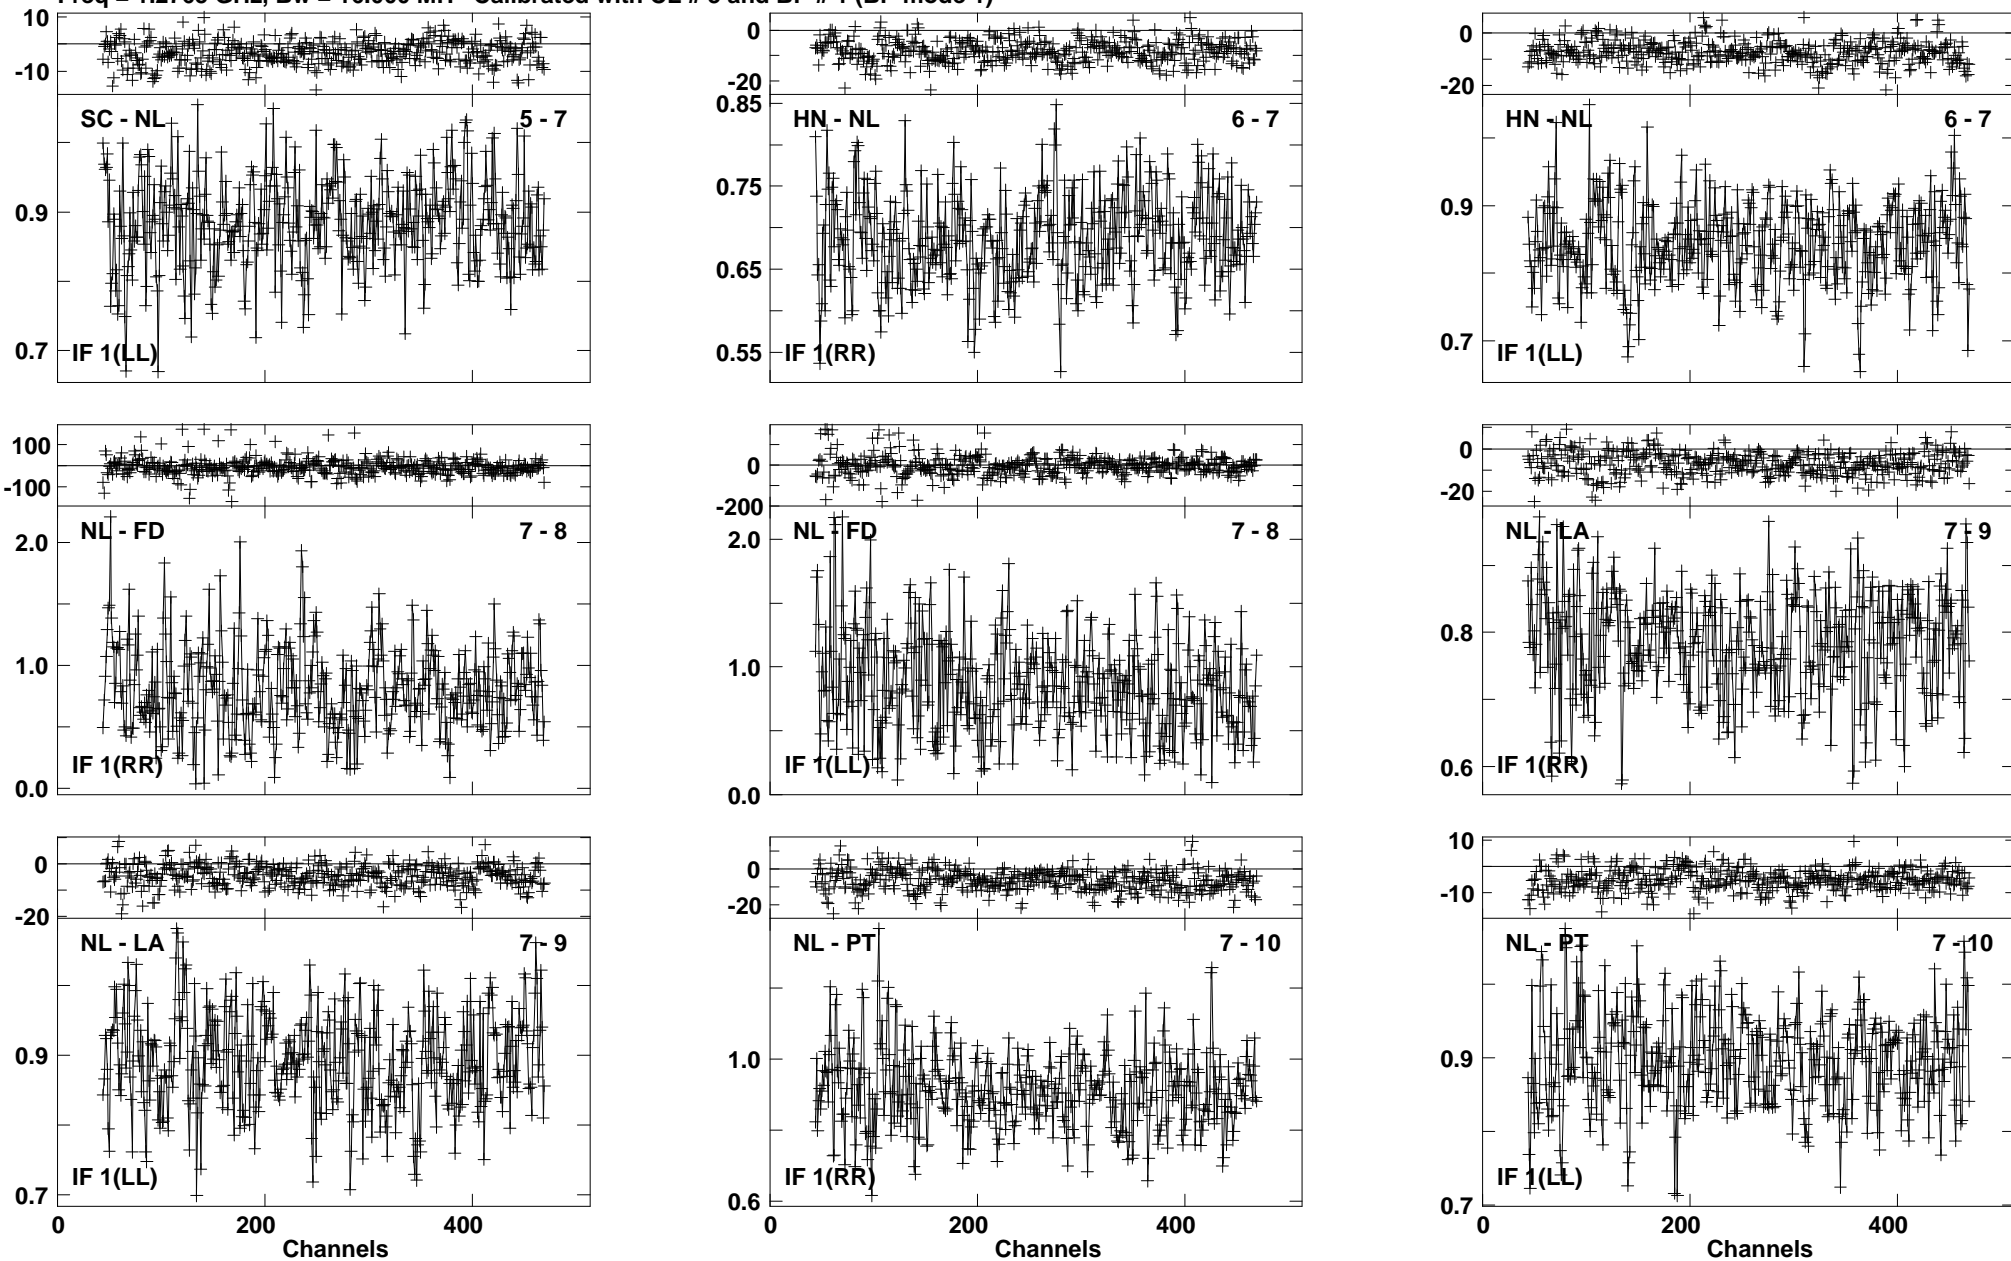 10
-10
SC - NL 5 - 7
0.9
0.7
IF 1(LL)
0
-20
0.85
HN - NL 6 - 7
0.75
0.65
0.55
IF 1(RR)
0
-20
HN - NL 6 - 7
0.9
0.7
IF 1(LL)
100
-100
NL - FD 7 - 8
2.0
1.0
IF 1(RR)
0.0
0
-200
NL - FD 7 - 8
2.0
1.0
IF 1(LL)
0.0
0
-20
NL - LA 7 - 9
0.8
0.6
IF 1(RR)
0
-20
NL - LA 7 - 9
0.9
IF 1(LL)
0.7
0 200 400
Channels
0
-20
NL - PT 7 - 10
1.0
IF 1(RR)
0.6
0 200 400
Channels
10
-10
NL - PT 7 - 10
0.9
IF 1(LL)
0.7
0 200 400
Channels